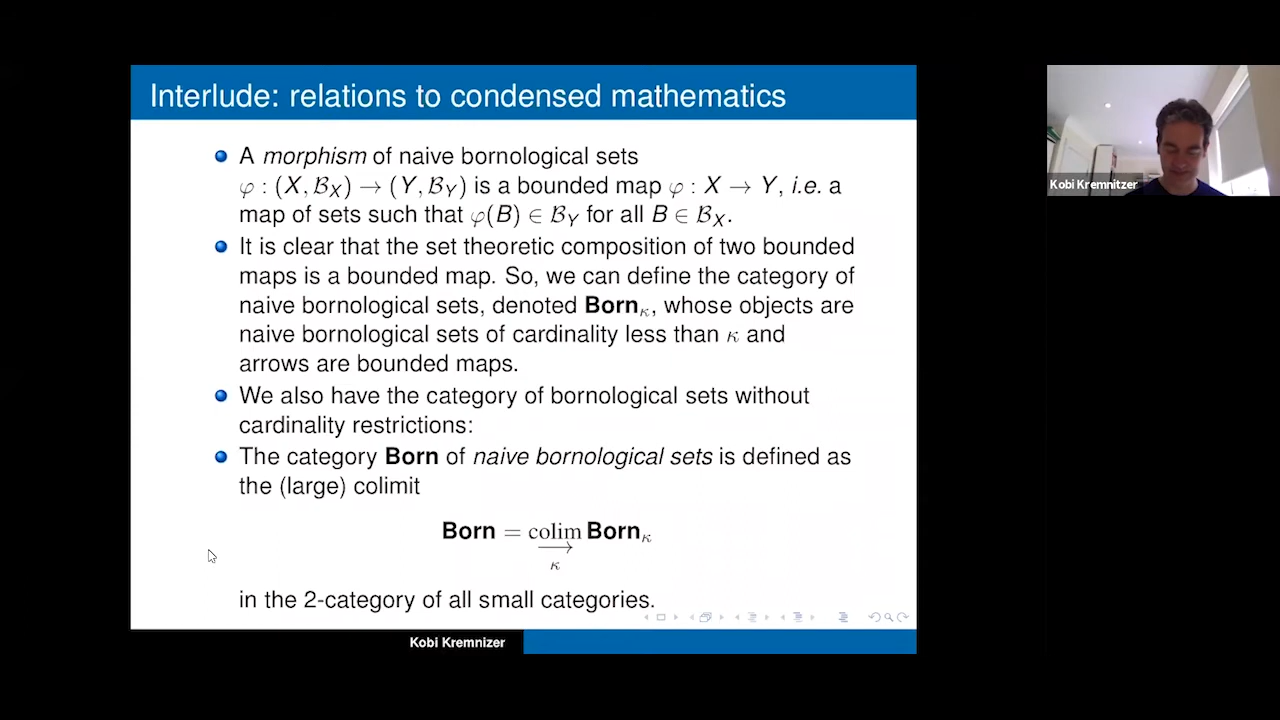 Interlude: relations to condensed mathematics
A morphism of naive bornological sets
φ : (X, 𝓑_X) → (Y, 𝓑_Y) is a bounded map φ : X → Y, i.e. a
map of sets such that φ(B) ∈ 𝓑_Y for all B ∈ 𝓑_X.
It is clear that the set theoretic composition of two bounded
maps is a bounded map. So, we can define the category of
naive bornological sets, denoted Born_κ, whose objects are
naive bornological sets of cardinality less than κ and
arrows are bounded maps.
We also have the category of bornological sets without
cardinality restrictions:
The category Born of naive bornological sets is defined as
the (large) colimit
Born = colim Born_κ
κ
in the 2-category of all small categories.
Kobi Kremnizer
Kobi Kremnitzer